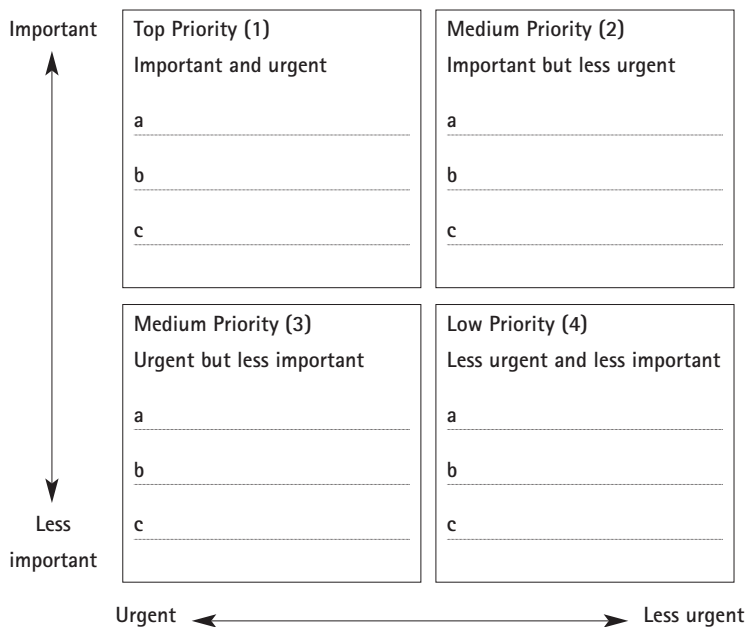 Important
Top Priority (1)
Important and urgent
a
b
c
Medium Priority (2)
Important but less urgent
a
b
c
Medium Priority (3)
Urgent but less important
a
b
c
Low Priority (4)
Less urgent and less important
a
b
c
Less
important
Urgent
Less urgent